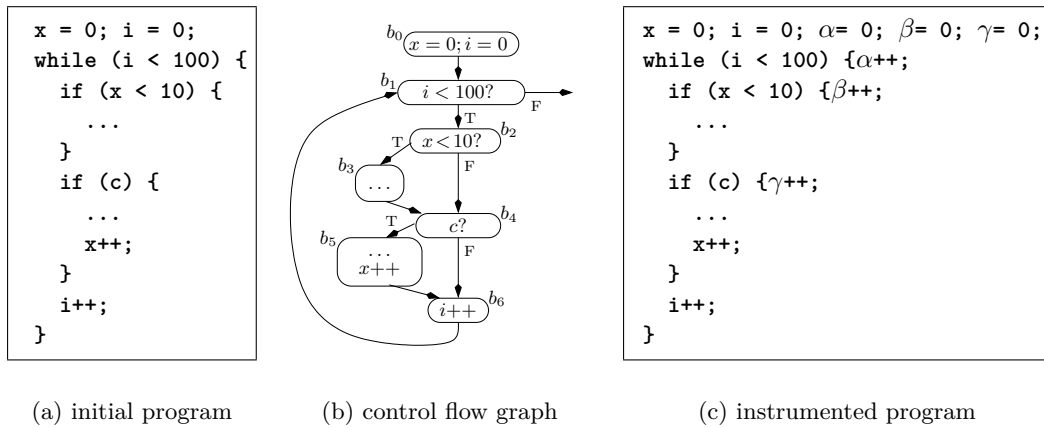 x = 0; i = 0;
while (i < 100) {
if (x < 10) {
...
}
if (c) {
...
x++;
}
i++;
}
(a) initial program
b0
x = 0; i = 0
b1
i < 100?
F
T
x < 10?
b2
T
b3
F
...
c?
b4
T
b5
F
...
x++
b6
i++
(b) control flow graph
x = 0; i = 0; α= 0; β= 0; γ= 0;
while (i < 100) {α++;
if (x < 10) {β++;
...
}
if (c) {γ++;
...
x++;
}
i++;
}
(c) instrumented program